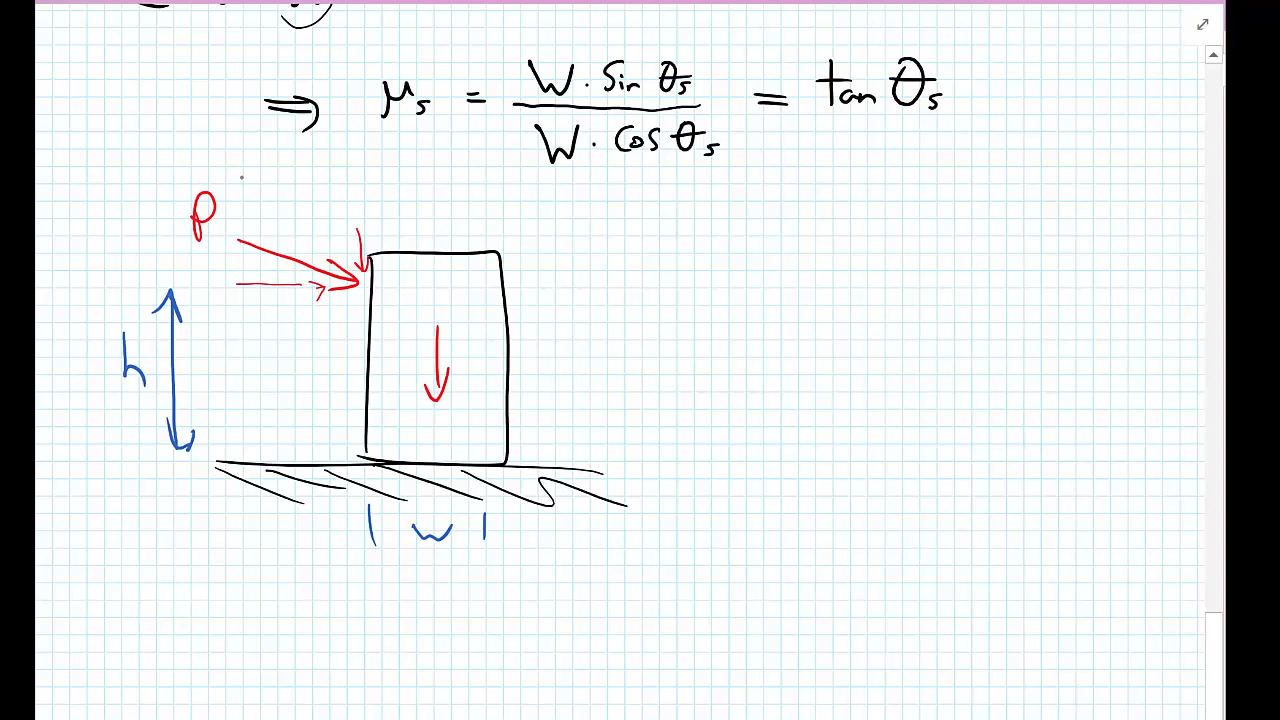 ⟹ μs = W · sin θs / W · cos θs = tan θs
P
h
w